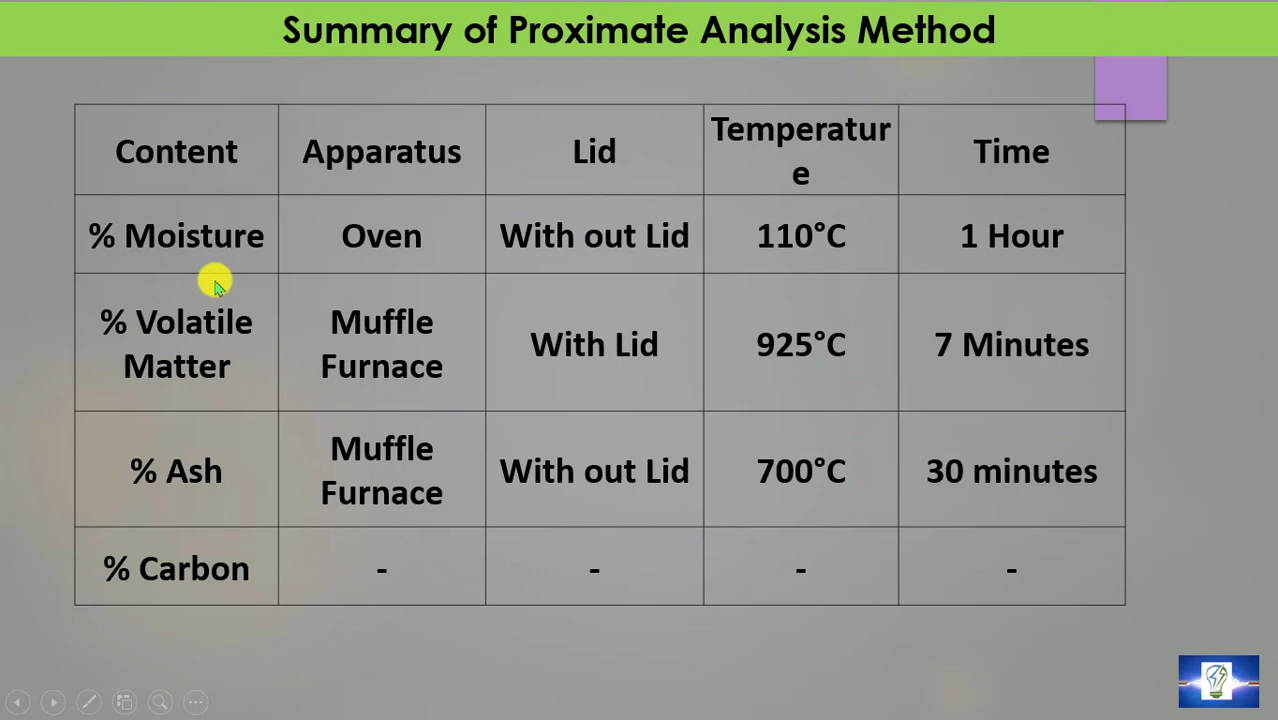 Summary of Proximate Analysis Method
Content
Apparatus
Lid
Temperatur
e
Time
% Moisture
Oven
With out Lid
110°C
1 Hour
% Volatile
Matter
Muffle
Furnace
With Lid
925°C
7 Minutes
% Ash
Muffle
Furnace
With out Lid
700°C
30 minutes
% Carbon
-
-
-
-